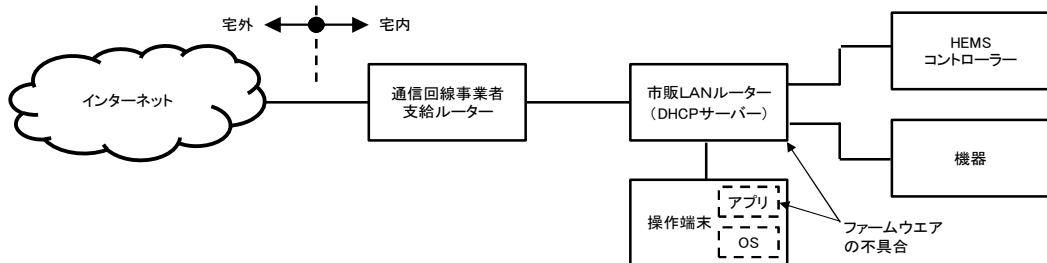 宅外
宅内
インターネット
通信回線事業者
支給ルーター
市販LANルーター
（DHCPサーバー）
HEMS
コントローラー
機器
操作端末
アプリ
OS
ファームウエア
の不具合